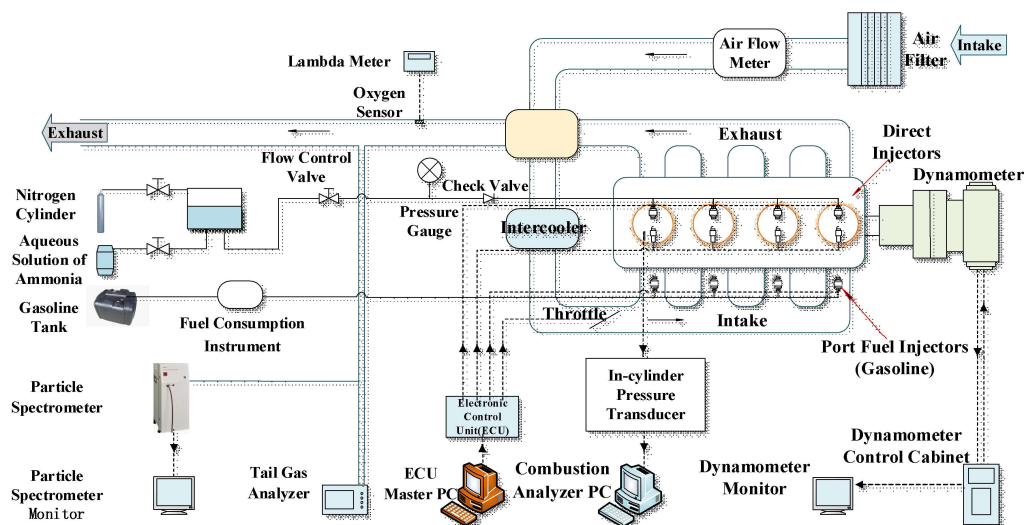 Air Flow
Meter
Air
Filter
Intake
Lambda Meter
Oxygen
Sensor
Exhaust
Exhaust
Direct
Injectors
Flow Control
Valve
Dynamometer
Nitrogen
Cylinder
Check Valve
Pressure
Gauge
Intercooler
Aqueous
Solution of
Ammonia
Gasoline
Tank
Fuel Consumption
Instrument
Throttle
Intake
Port Fuel Injectors
(Gasoline)
Particle
Spectrometer
Electronic
Control
Unit(ECU)
In-cylinder
Pressure
Transducer
Dynamometer
Control Cabinet
Particle
Spectrometer
Monitor
Tail Gas
Analyzer
ECU
Master PC
Combustion
Analyzer PC
Dynamometer
Monitor